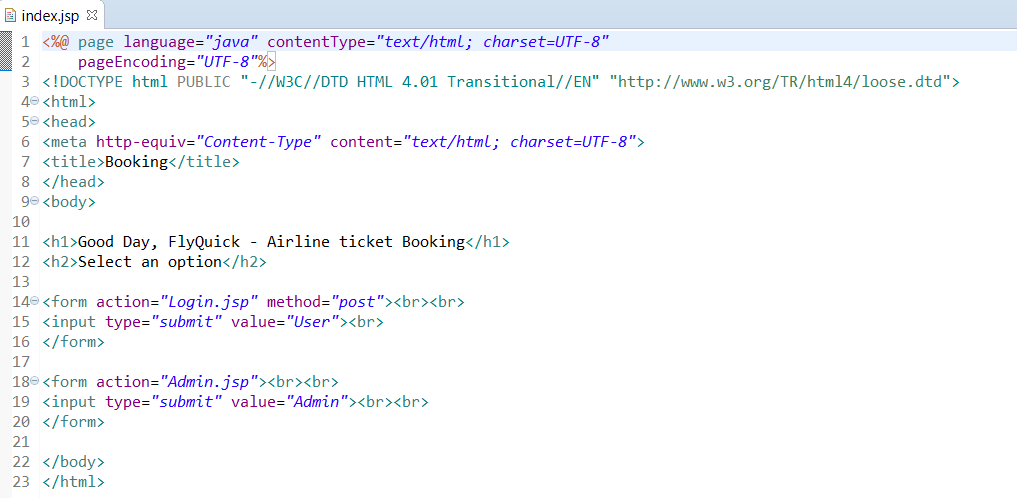 index.jsp
1 <%@ page language="java" contentType="text/html; charset=UTF-8"
2     pageEncoding="UTF-8"%>
3 <!DOCTYPE html PUBLIC "-//W3C//DTD HTML 4.01 Transitional//EN" "http://www.w3.org/TR/html4/loose.dtd">
4 <html>
5 <head>
6 <meta http-equiv="Content-Type" content="text/html; charset=UTF-8">
7 <title>Booking</title>
8 </head>
9 <body>
10
11 <h1>Good Day, FlyQuick - Airline ticket Booking</h1>
12 <h2>Select an option</h2>
13
14 <form action="Login.jsp" method="post"><br><br>
15 <input type="submit" value="User"><br>
16 </form>
17
18 <form action="Admin.jsp"><br><br>
19 <input type="submit" value="Admin"><br><br>
20 </form>
21
22 </body>
23 </html>